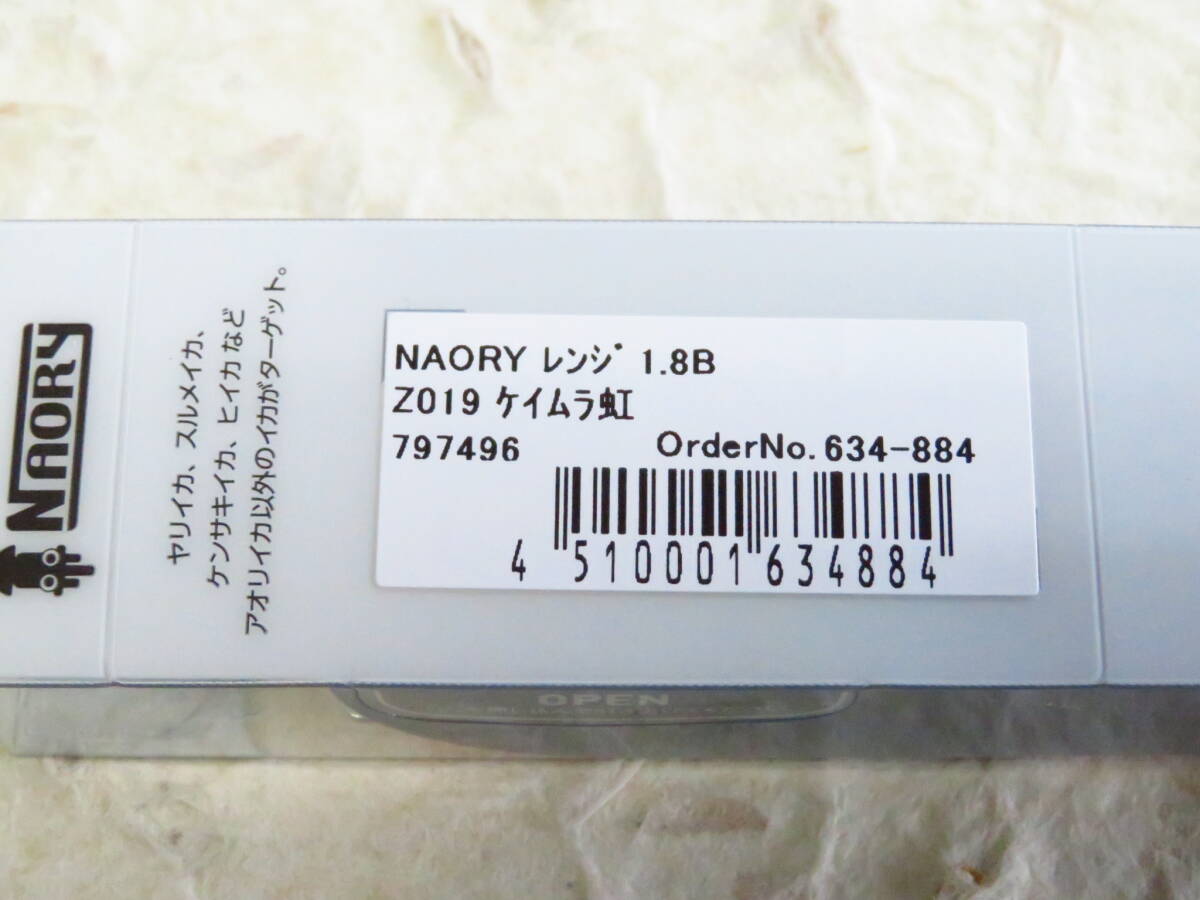 NAORY
ヤリイカ、スルメイカ、
ケンサキイカ、ヒイカなど
アオリイカ以外のイカがターゲット。
NAORY ﾚﾝｼﾞ 1.8B
Z019 ケイムラ虹
797496 OrderNo.634-884
4 510001 634884
OPEN